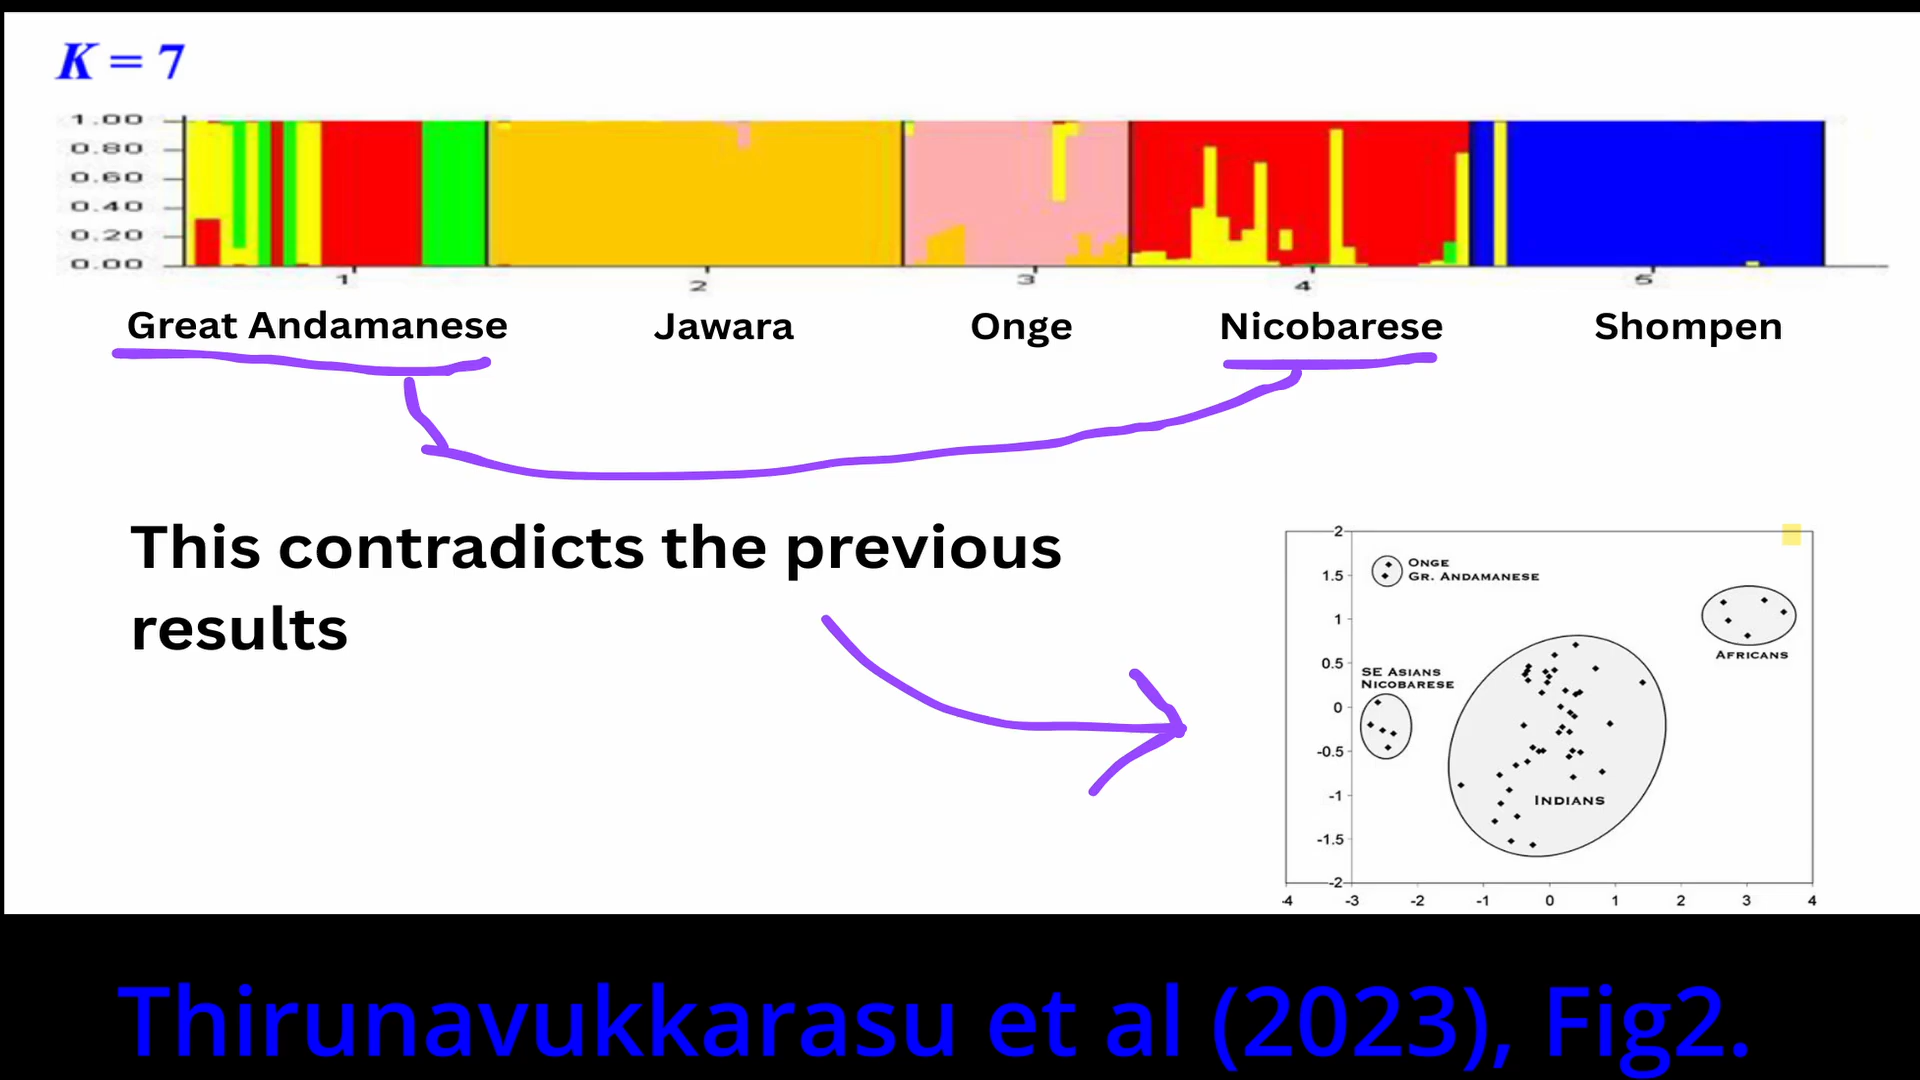 K = 7
1.00
0.80
0.60
0.40
0.20
0.00
1 2 3 4 5
Great Andamanese Jawara Onge Nicobarese Shompen
This contradicts the previous
results
2
1.5
1
0.5
0
-0.5
-1
-1.5
-2
ONGE
GR. ANDAMANESE
AFRICANS
SE ASIANS
NICOBARESE
INDIANS
-4 -3 -2 -1 0 1 2 3 4
Thirunavukkarasu et al (2023), Fig2.